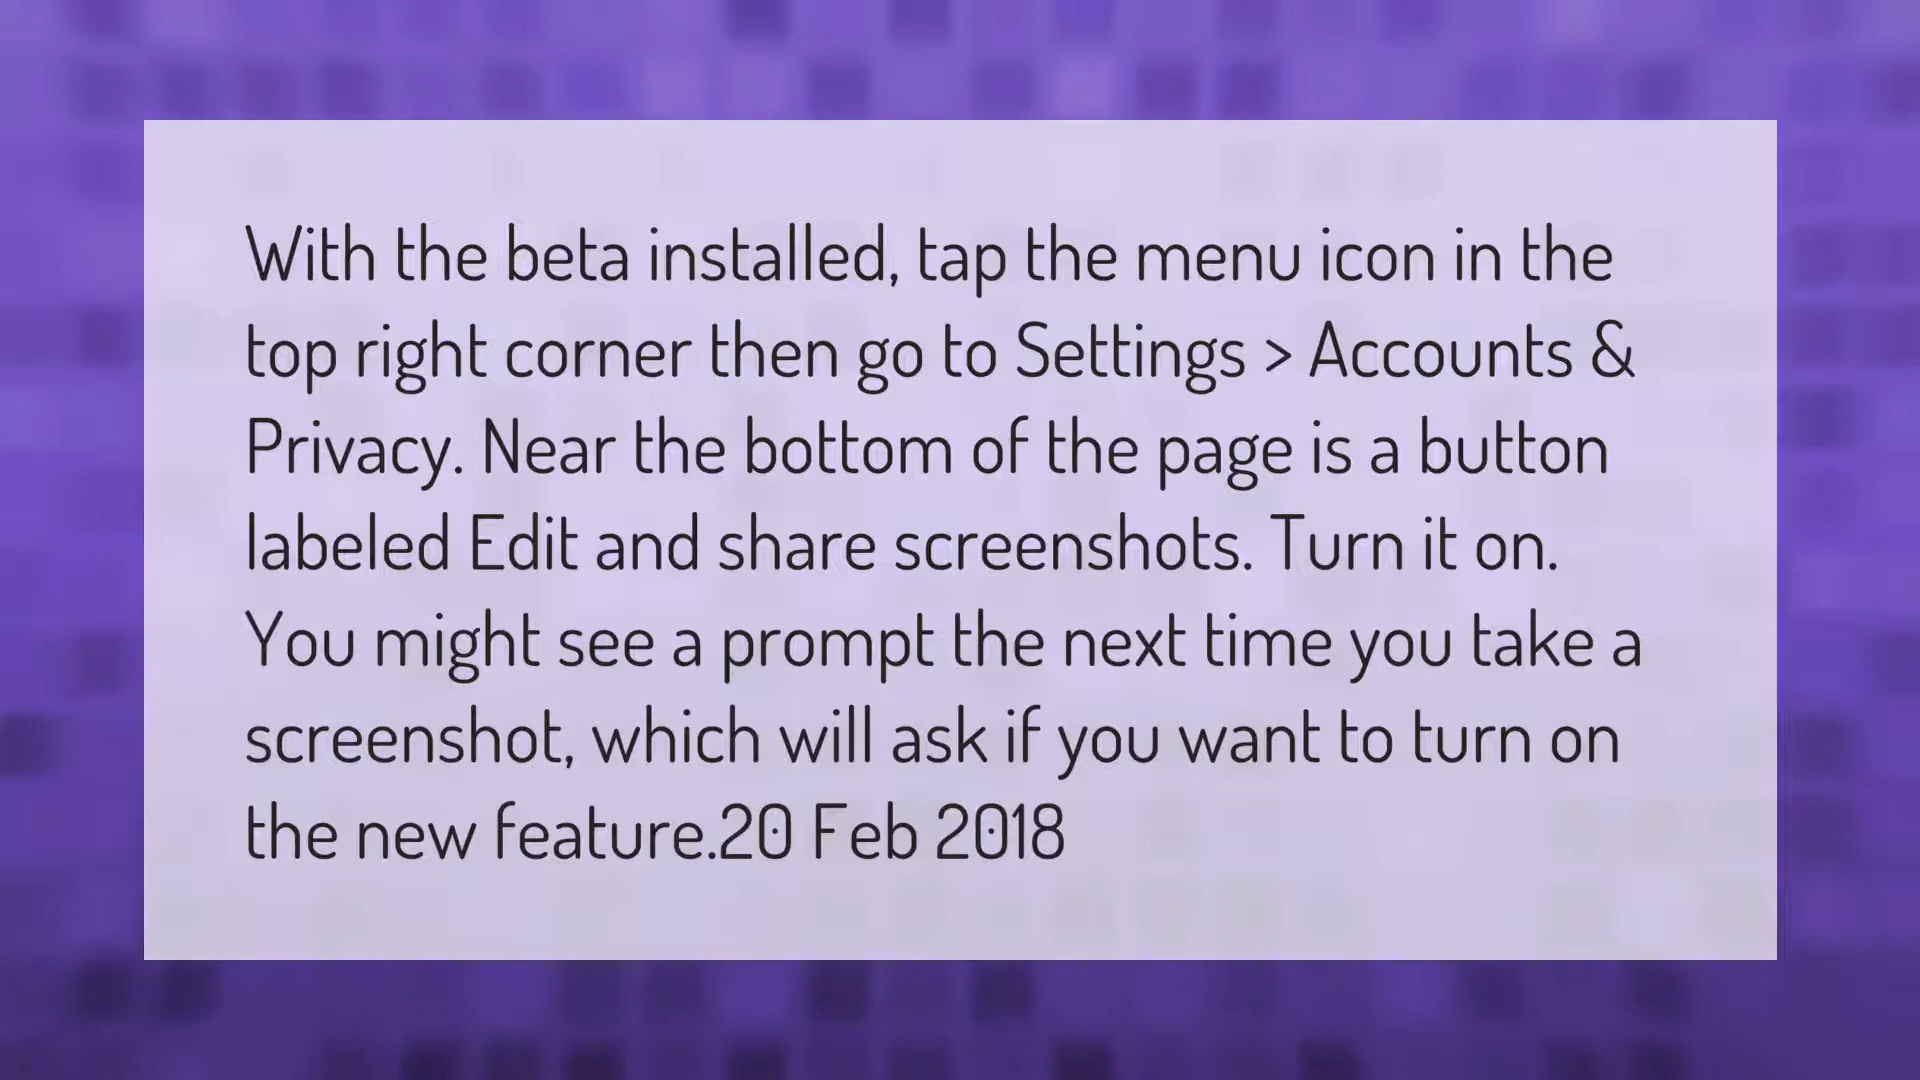 With the beta installed, tap the menu icon in the
top right corner then go to Settings > Accounts &
Privacy. Near the bottom of the page is a button
labeled Edit and share screenshots. Turn it on.
You might see a prompt the next time you take a
screenshot, which will ask if you want to turn on
the new feature.20 Feb 2018